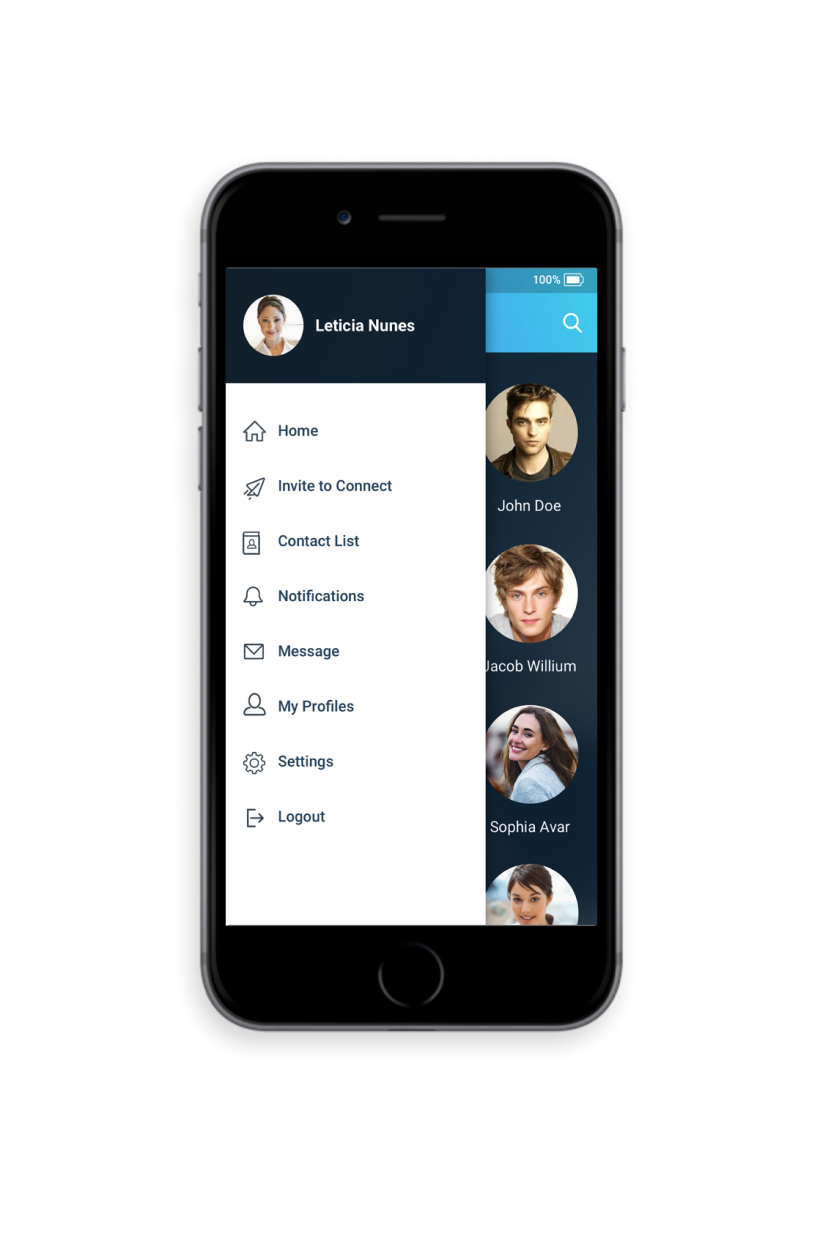 100%
Leticia Nunes
Home
Invite to Connect
Contact List
Notifications
Message
My Profiles
Settings
Logout
John Doe
Jacob Willium
Sophia Avar